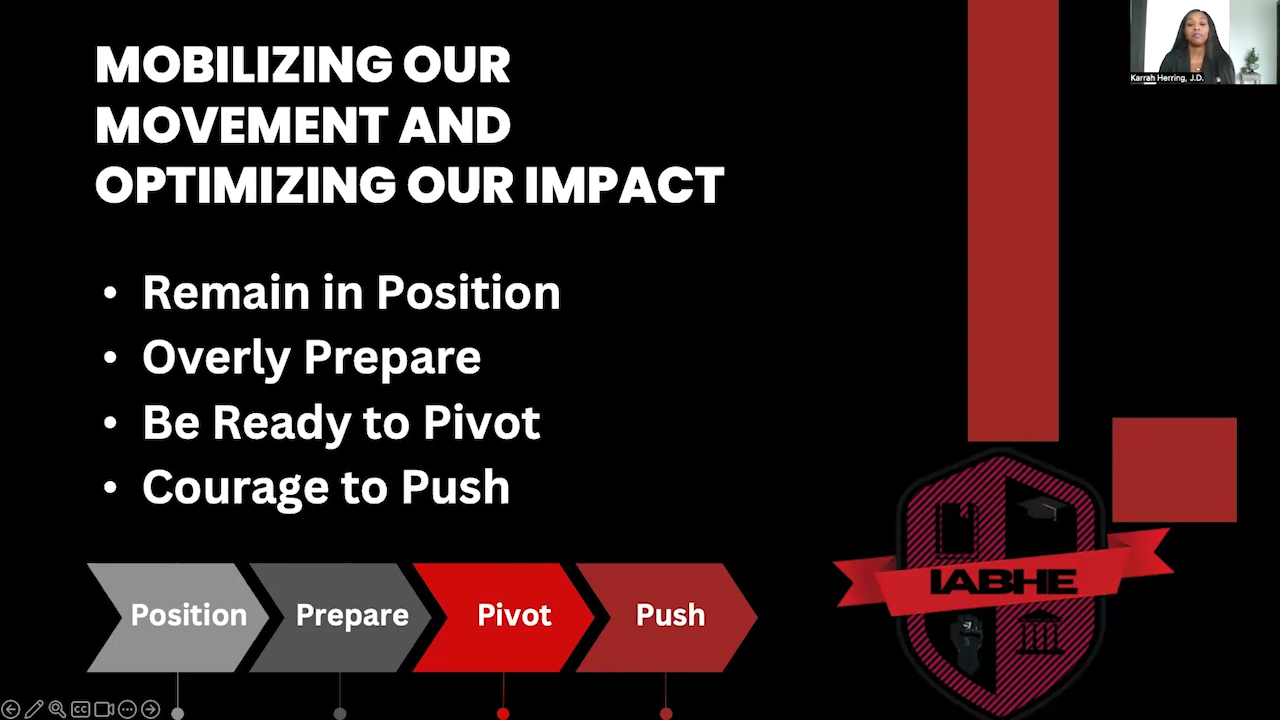 MOBILIZING OUR
MOVEMENT AND
OPTIMIZING OUR IMPACT
• Remain in Position
• Overly Prepare
• Be Ready to Pivot
• Courage to Push
Position
Prepare
Pivot
Push
IABHE
Karrah Herring, J.D.
CC